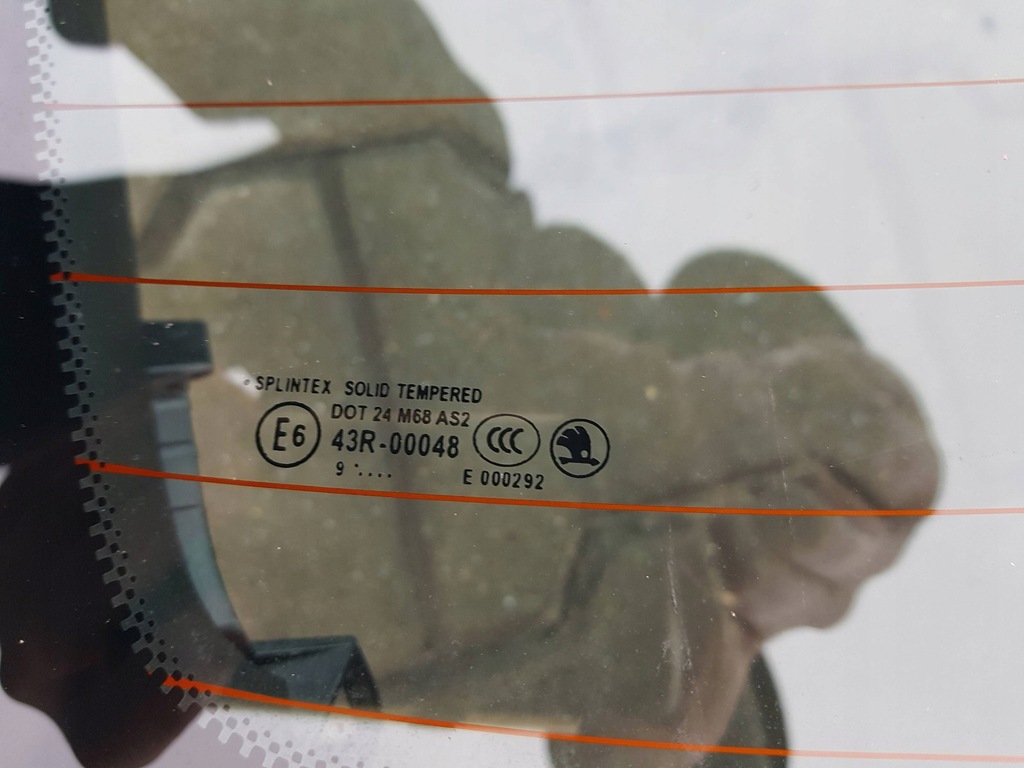 SPLINTEX SOLID TEMPERED
DOT 24 M68 AS2
E6 43R-00048 CCC
9 :....
E 000292